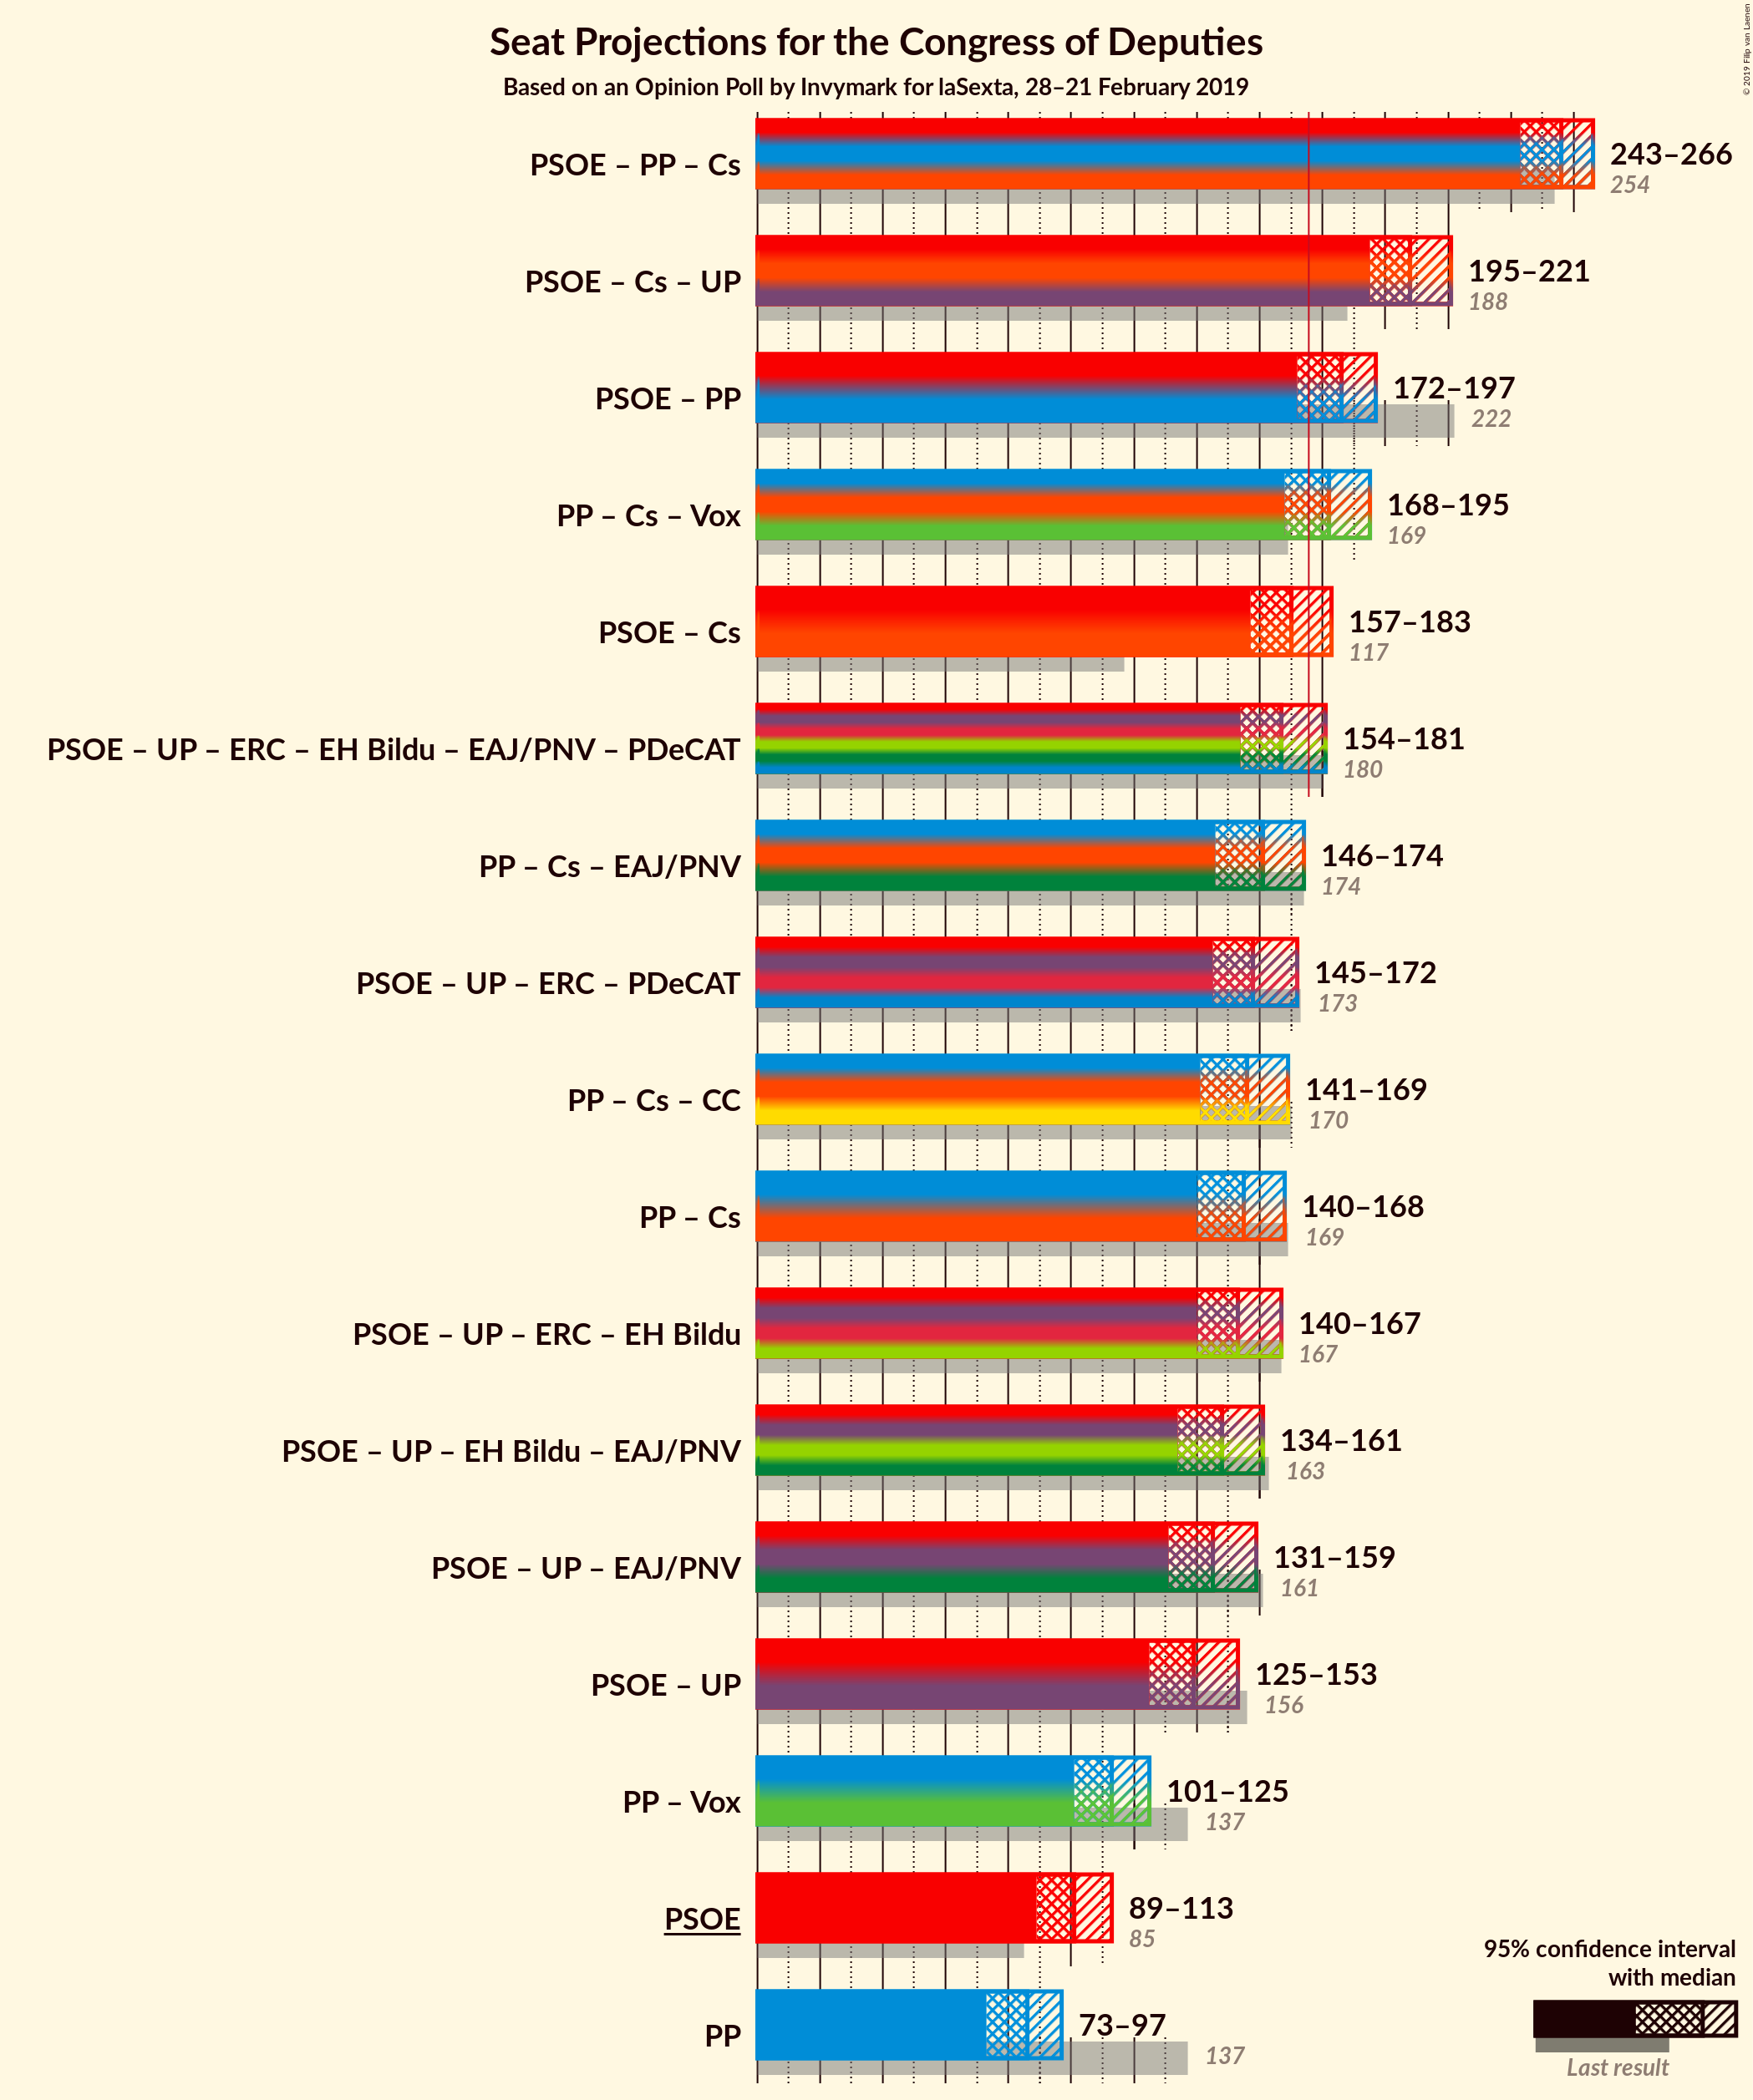 Seat Projections for the Congress of Deputies
Based on an Opinion Poll by Invymark for laSexta, 28–21 February 2019
© 2019 Filip van Laenen
PSOE – PP – Cs
243–266
254
PSOE – Cs – UP
195–221
188
PSOE – PP
172–197
222
PP – Cs – Vox
168–195
169
PSOE – Cs
157–183
117
PSOE – UP – ERC – EH Bildu – EAJ/PNV – PDeCAT
154–181
180
PP – Cs – EAJ/PNV
146–174
174
PSOE – UP – ERC – PDeCAT
145–172
173
PP – Cs – CC
141–169
170
PP – Cs
140–168
169
PSOE – UP – ERC – EH Bildu
140–167
167
PSOE – UP – EH Bildu – EAJ/PNV
134–161
163
PSOE – UP – EAJ/PNV
131–159
161
PSOE – UP
125–153
156
PP – Vox
101–125
137
PSOE
89–113
85
PP
73–97
137
95% confidence interval
with median
Last result